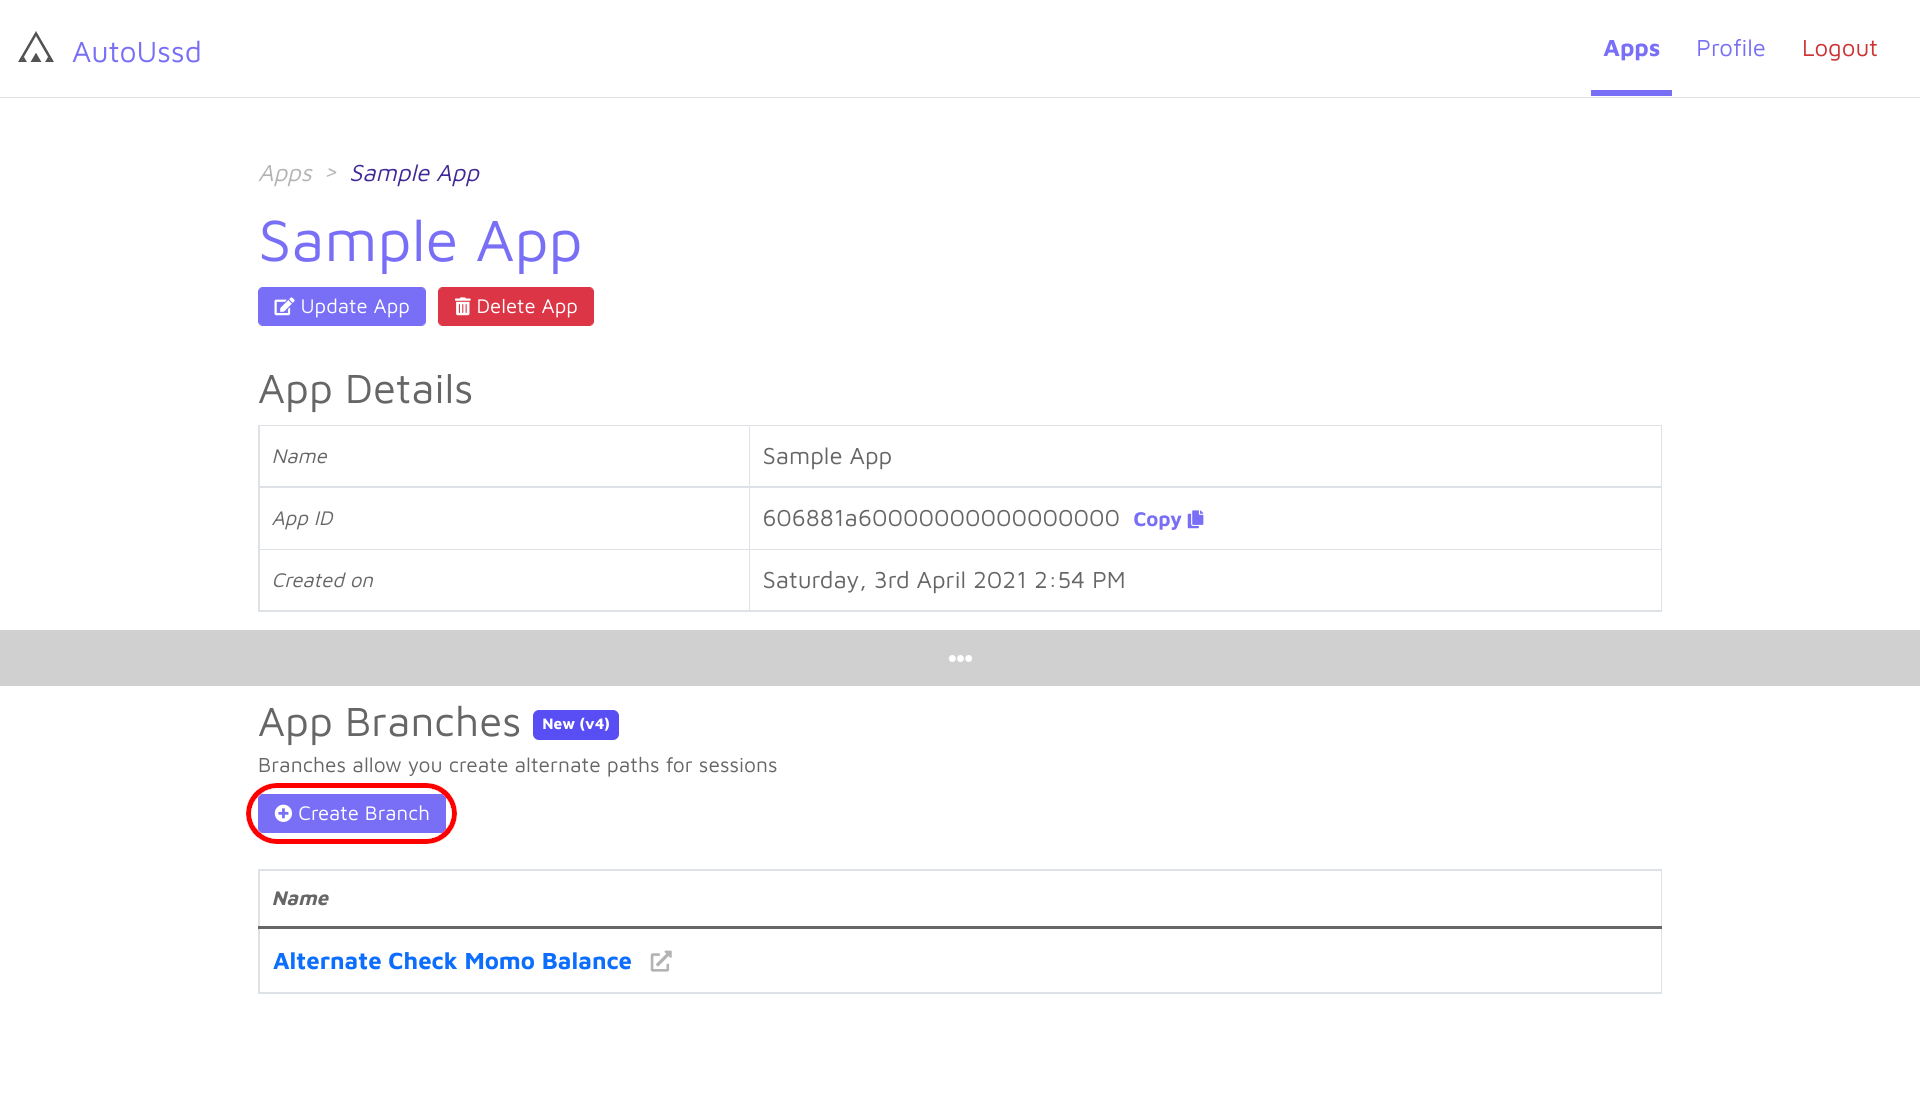 AutoUssd
Apps Profile Logout
Apps > Sample App
Sample App
Update App Delete App
App Details
Name Sample App
App ID 606881a60000000000000000 Copy
Created on Saturday, 3rd April 2021 2:54 PM
•••
App Branches New (v4)
Branches allow you create alternate paths for sessions
Create Branch
Name
Alternate Check Momo Balance